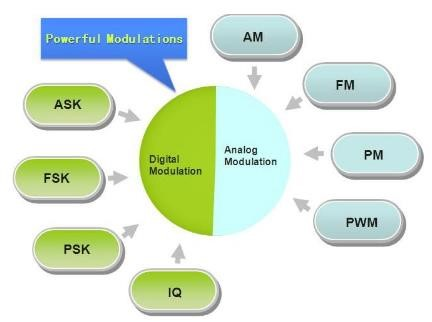 Powerful Modulations
AM
FM
PM
PWM
ASK
FSK
PSK
IQ
Digital
Modulation
Analog
Modulation